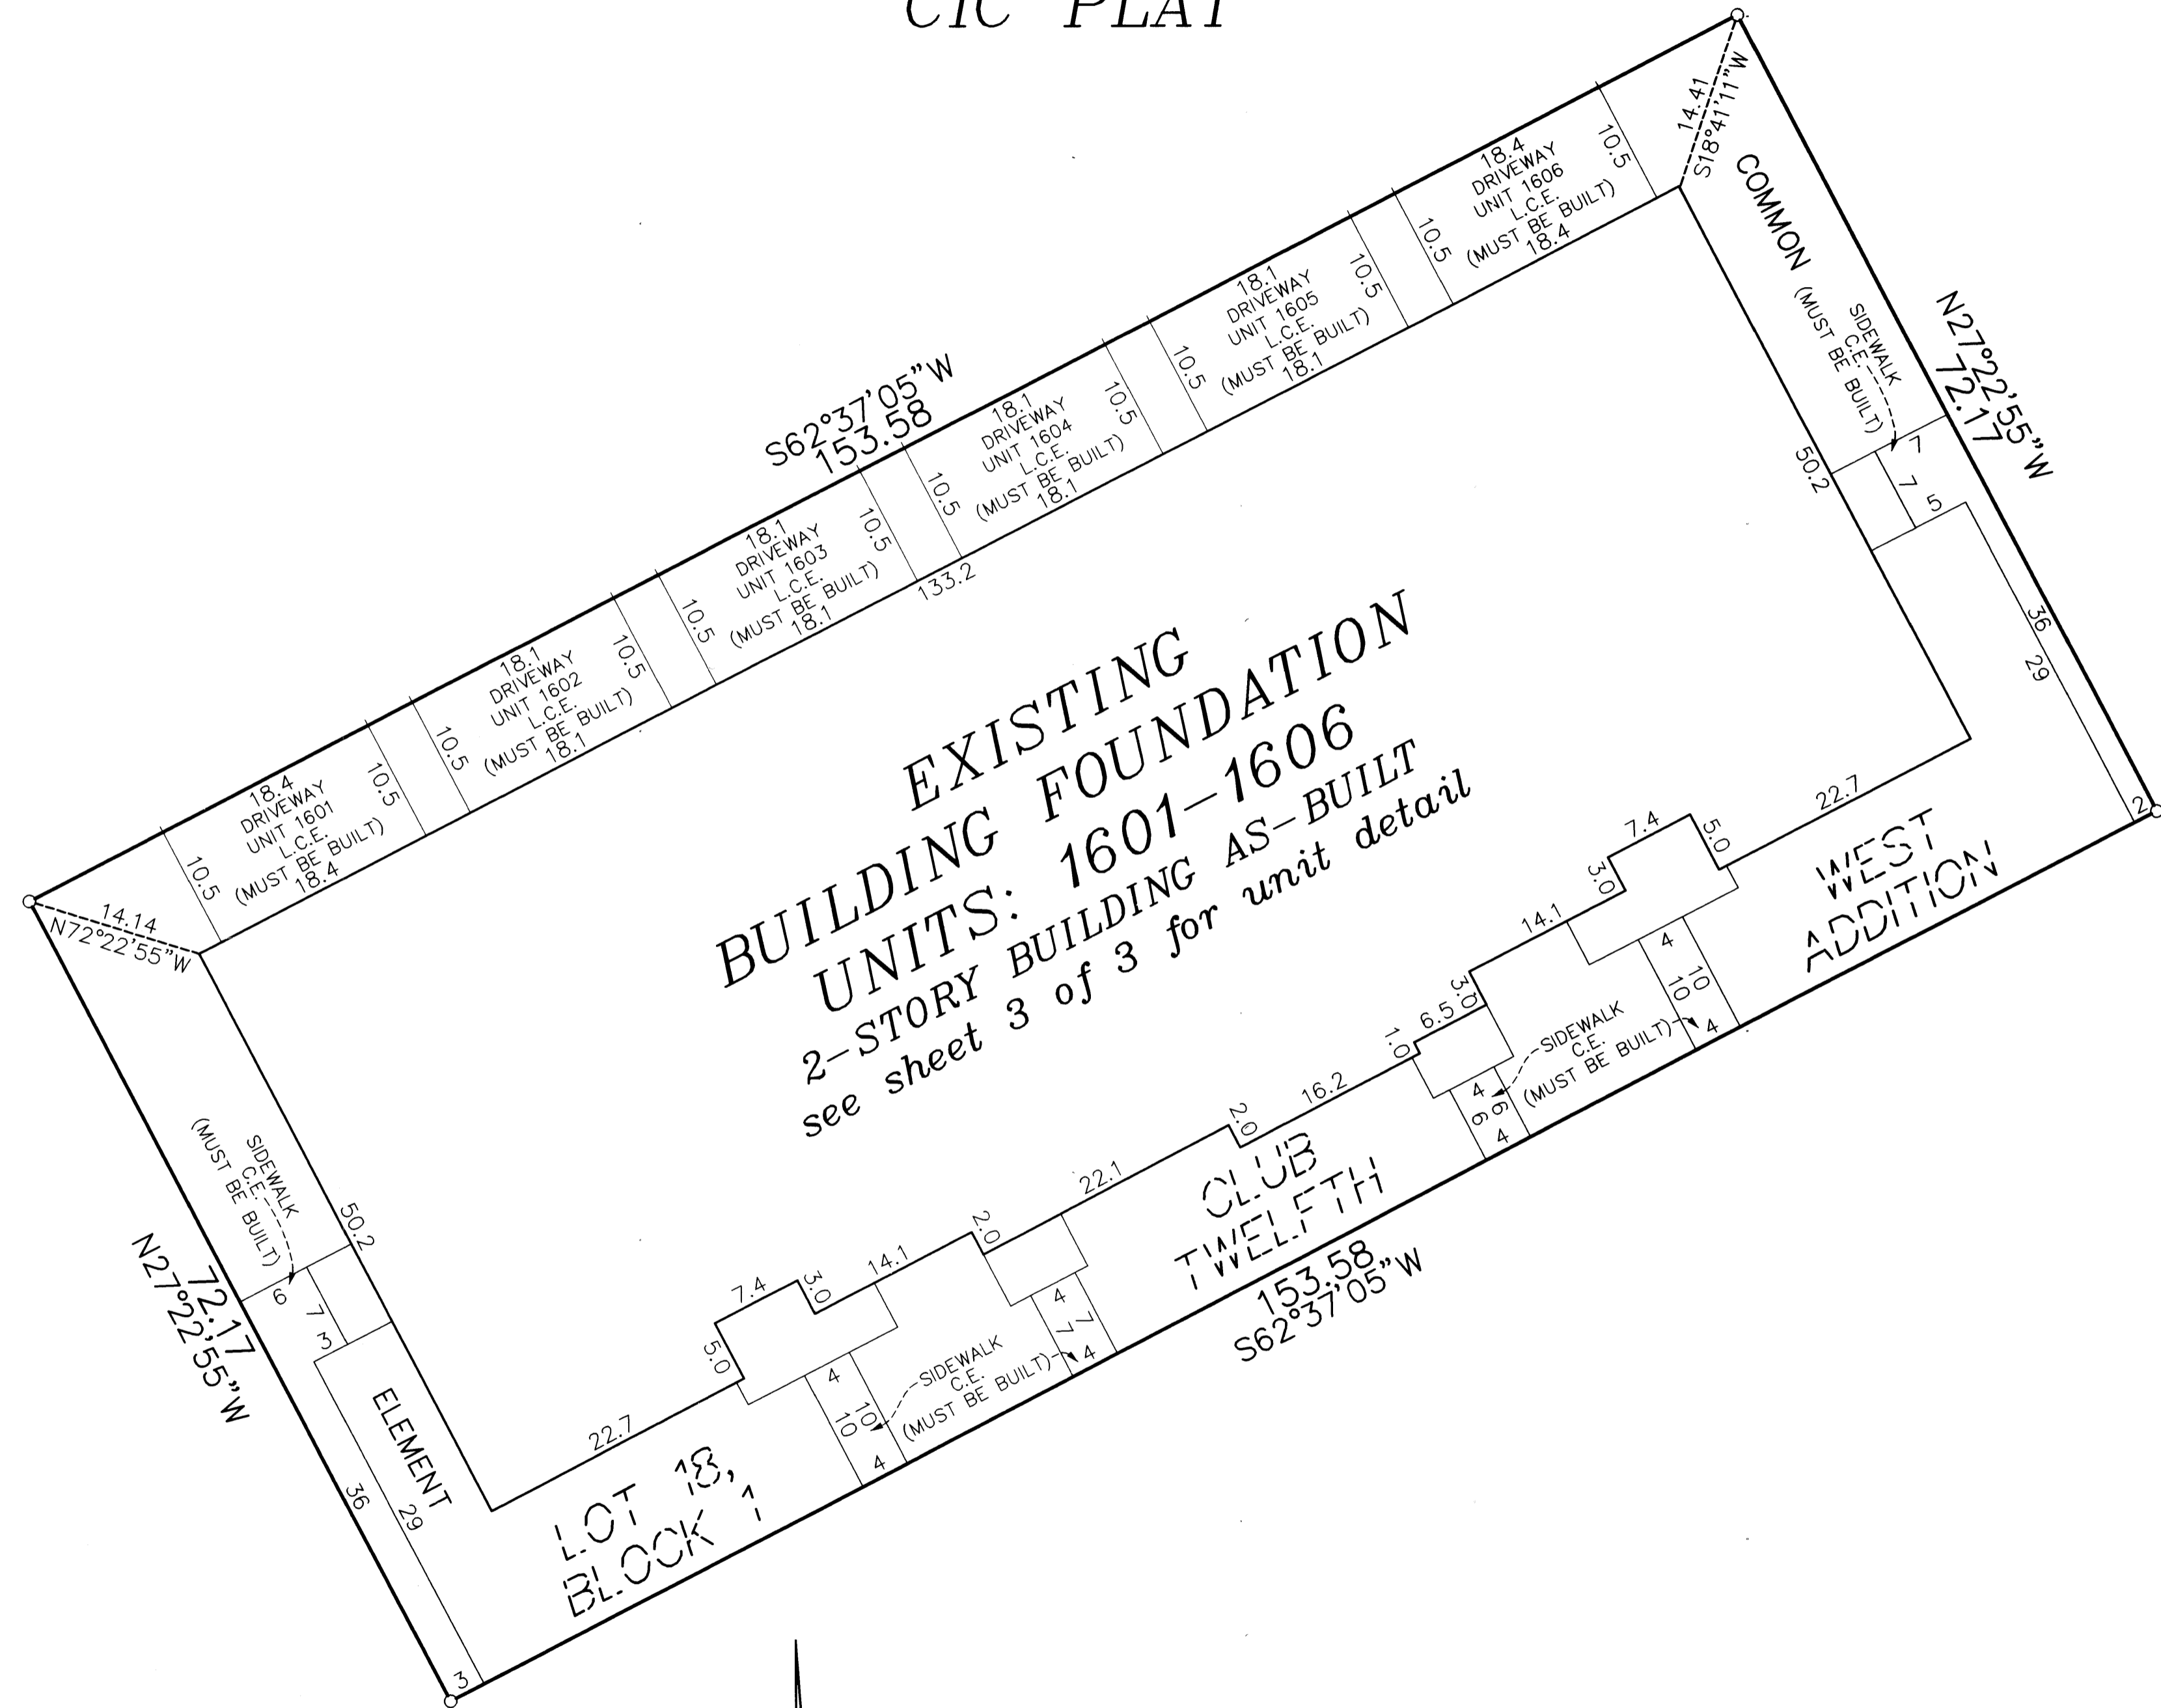 CIC PLAT
14.41
S18°41'11"W
COMMON
N27°22'55"W
72.17
S62°37'05"W
153.58
18.4
DRIVEWAY
UNIT 1606
L.C.E.
(MUST BE BUILT)
18.4
10.5
10.5
18.1
DRIVEWAY
UNIT 1605
L.C.E.
(MUST BE BUILT)
18.1
10.5
10.5
18.1
DRIVEWAY
UNIT 1604
L.C.E.
(MUST BE BUILT)
18.1
10.5
10.5
18.1
DRIVEWAY
UNIT 1603
L.C.E.
(MUST BE BUILT)
18.1
10.5
10.5
18.1
DRIVEWAY
UNIT 1602
L.C.E.
(MUST BE BUILT)
18.1
10.5
10.5
18.4
DRIVEWAY
UNIT 1601
L.C.E.
(MUST BE BUILT)
18.4
10.5
10.5
133.2
14.14
N72°22'55"W
SIDEWALK
C.E.
(MUST BE BUILT)
50.2
7
7
5
36
29
2
EXISTING
BUILDING FOUNDATION
UNITS: 1601-1606
2-STORY BUILDING AS-BUILT
see sheet 3 of 3 for unit detail
22.7
5.0
7.4
3.0
14.1
3.0
6.5
1.0
16.2
2.0
22.1
2.0
14.1
3.0
7.4
5.0
22.7
WEST
ADDITION
4
10
10
4
SIDEWALK
C.E.
(MUST BE BUILT)
4
6
6
4
CLUB
TWELFTH
153.58
S62°37'05"W
4
7
7
4
SIDEWALK
C.E.
(MUST BE BUILT)
4
10
10
4
LOT 18,
BLOCK 1
SIDEWALK
C.E.
(MUST BE BUILT)
50.2
6
7
3
72.17
N27°22'55"W
ELEMENT
36
29
3